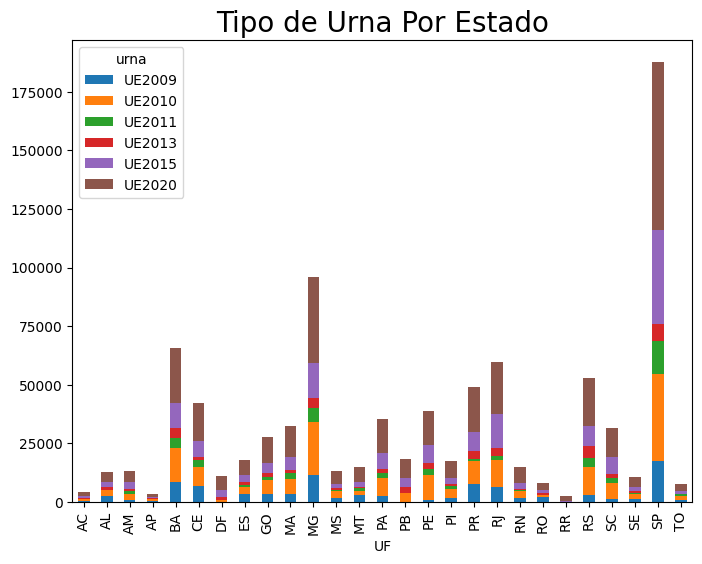 Tipo de Urna Por Estado
urna
UE2009
UE2010
UE2011
UE2013
UE2015
UE2020
175000
150000
125000
100000
75000
50000
25000
0
AC AL AM AP BA CE DF ES GO MA MG MS MT PA PB PE PI PR RJ RN RO RR RS SC SE SP TO
UF